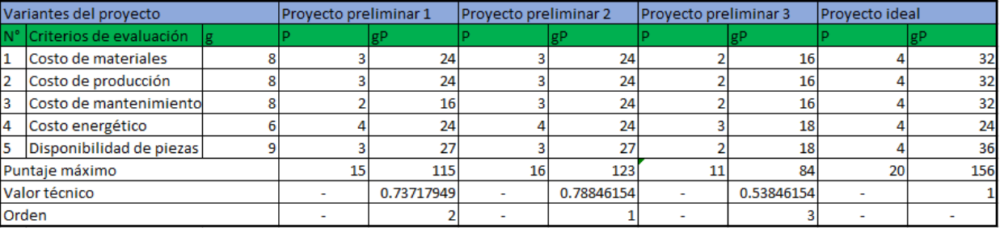 Variantes del proyecto Proyecto preliminar 1 Proyecto preliminar 2 Proyecto preliminar 3 Proyecto ideal
N° Criterios de evaluación g P gP P gP P gP P gP
1 Costo de materiales 8 3 24 3 24 2 16 4 32
2 Costo de producción 8 3 24 3 24 2 16 4 32
3 Costo de mantenimiento 8 2 16 3 24 2 16 4 32
4 Costo energético 6 4 24 4 24 3 18 4 24
5 Disponibilidad de piezas 9 3 27 3 27 2 18 4 36
Puntaje máximo 15 115 16 123 11 84 20 156
Valor técnico - 0.73717949 - 0.78846154 - 0.53846154 - 1
Orden - 2 - 1 - 3 - -